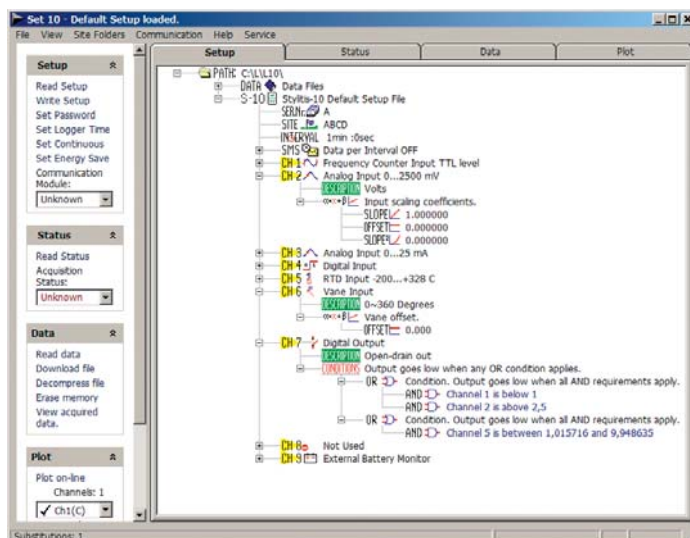 Set 10 - Default Setup loaded.
File View Site Folders Communication Help Service
Setup
Read Setup
Write Setup
Set Password
Set Logger Time
Set Continuous
Set Energy Save
Communication
Module:
Unknown
Status
Read Status
Acquisition
Status:
Unknown
Data
Read data
Download file
Decompress file
Erase memory
View acquired
data.
Plot
Plot on-line
Channels: 1
Ch1(C)
Setup Status Data Plot
PATH: C:\L\L10\
DATA Data Files
S-10 Stylitis-10 Default Setup File
SER.Nr. A
SITE ABCD
INTERVAL 1min :0sec
SMS Data per Interval OFF
CH 1 Frequency Counter Input TTL level
CH 2 Analog Input 0...2500 mV
DESCRIPTION Volts
α•x+β Input scaling coefficients.
SLOPE 1.000000
OFFSET 0.000000
SLOPE² 0.000000
CH 3 Analog Input 0...25 mA
CH 4 Digital Input
CH 5 RTD Input -200...+328 C
CH 6 Vane Input
DESCRIPTION 0~360 Degrees
α•x+β Vane offset.
OFFSET 0.000
CH 7 Digital Output
DESCRIPTION Open-drain out
CONDITIONS Output goes low when any OR condition applies.
OR Condition. Output goes low when all AND requirements apply.
AND Channel 1 is below 1
AND Channel 2 is above 2,5
OR Condition. Output goes low when all AND requirements apply.
AND Channel 5 is between 1,015716 and 9,948635
CH 8 Not Used
CH 9 External Battery Monitor
Substitutions: 1